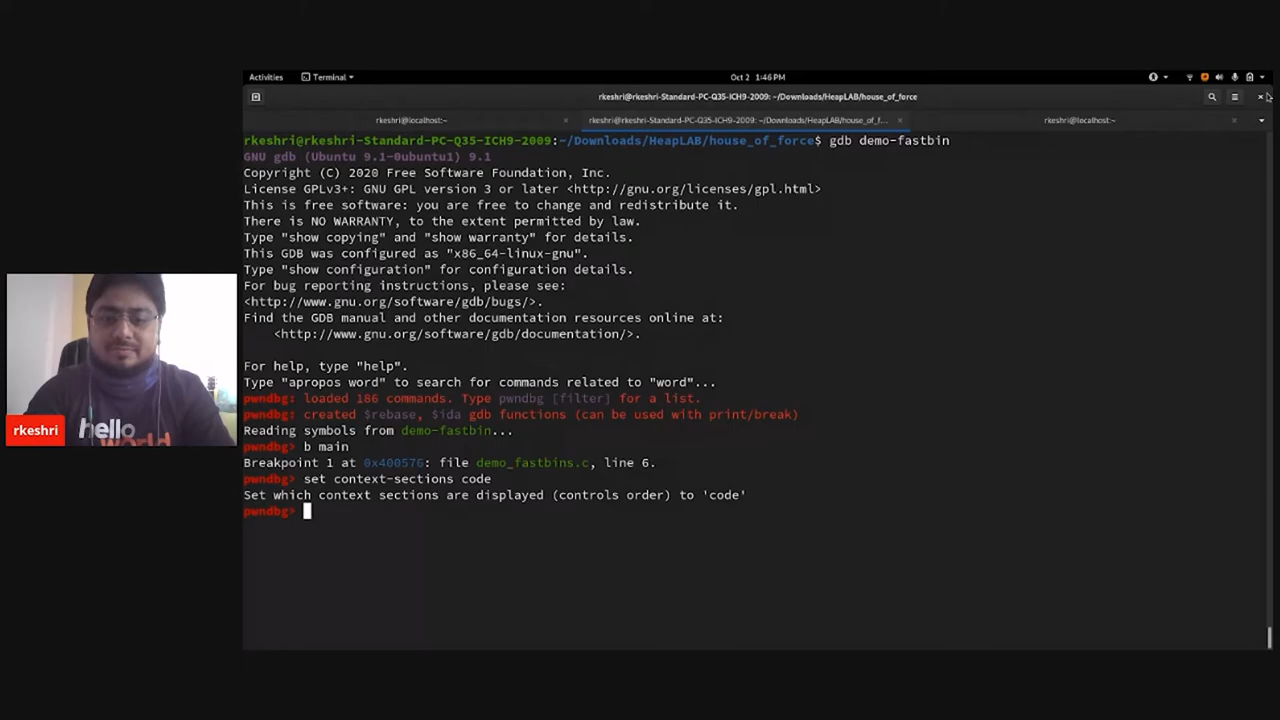 Activities
Terminal
Oct 2 1:46 PM
rkeshri@rkeshri-Standard-PC-Q35-ICH9-2009: ~/Downloads/HeapLAB/house_of_force
rkeshri@localhost:~
rkeshri@rkeshri-Standard-PC-Q35-ICH9-2009: ~/Downloads/HeapLAB/house_of_f...
rkeshri@localhost:~
rkeshri@rkeshri-Standard-PC-Q35-ICH9-2009:~/Downloads/HeapLAB/house_of_force$ gdb demo-fastbin
GNU gdb (Ubuntu 9.1-0ubuntu1) 9.1
Copyright (C) 2020 Free Software Foundation, Inc.
License GPLv3+: GNU GPL version 3 or later <http://gnu.org/licenses/gpl.html>
This is free software: you are free to change and redistribute it.
There is NO WARRANTY, to the extent permitted by law.
Type "show copying" and "show warranty" for details.
This GDB was configured as "x86_64-linux-gnu".
Type "show configuration" for configuration details.
For bug reporting instructions, please see:
<http://www.gnu.org/software/gdb/bugs/>.
Find the GDB manual and other documentation resources online at:
<http://www.gnu.org/software/gdb/documentation/>.
For help, type "help".
Type "apropos word" to search for commands related to "word"...
pwndbg: loaded 186 commands. Type pwndbg [filter] for a list.
pwndbg: created $rebase, $ida gdb functions (can be used with print/break)
Reading symbols from demo-fastbin...
pwndbg> b main
Breakpoint 1 at 0x400576: file demo_fastbins.c, line 6.
pwndbg> set context-sections code
Set which context sections are displayed (controls order) to 'code'
pwndbg>
rkeshri
hello
world